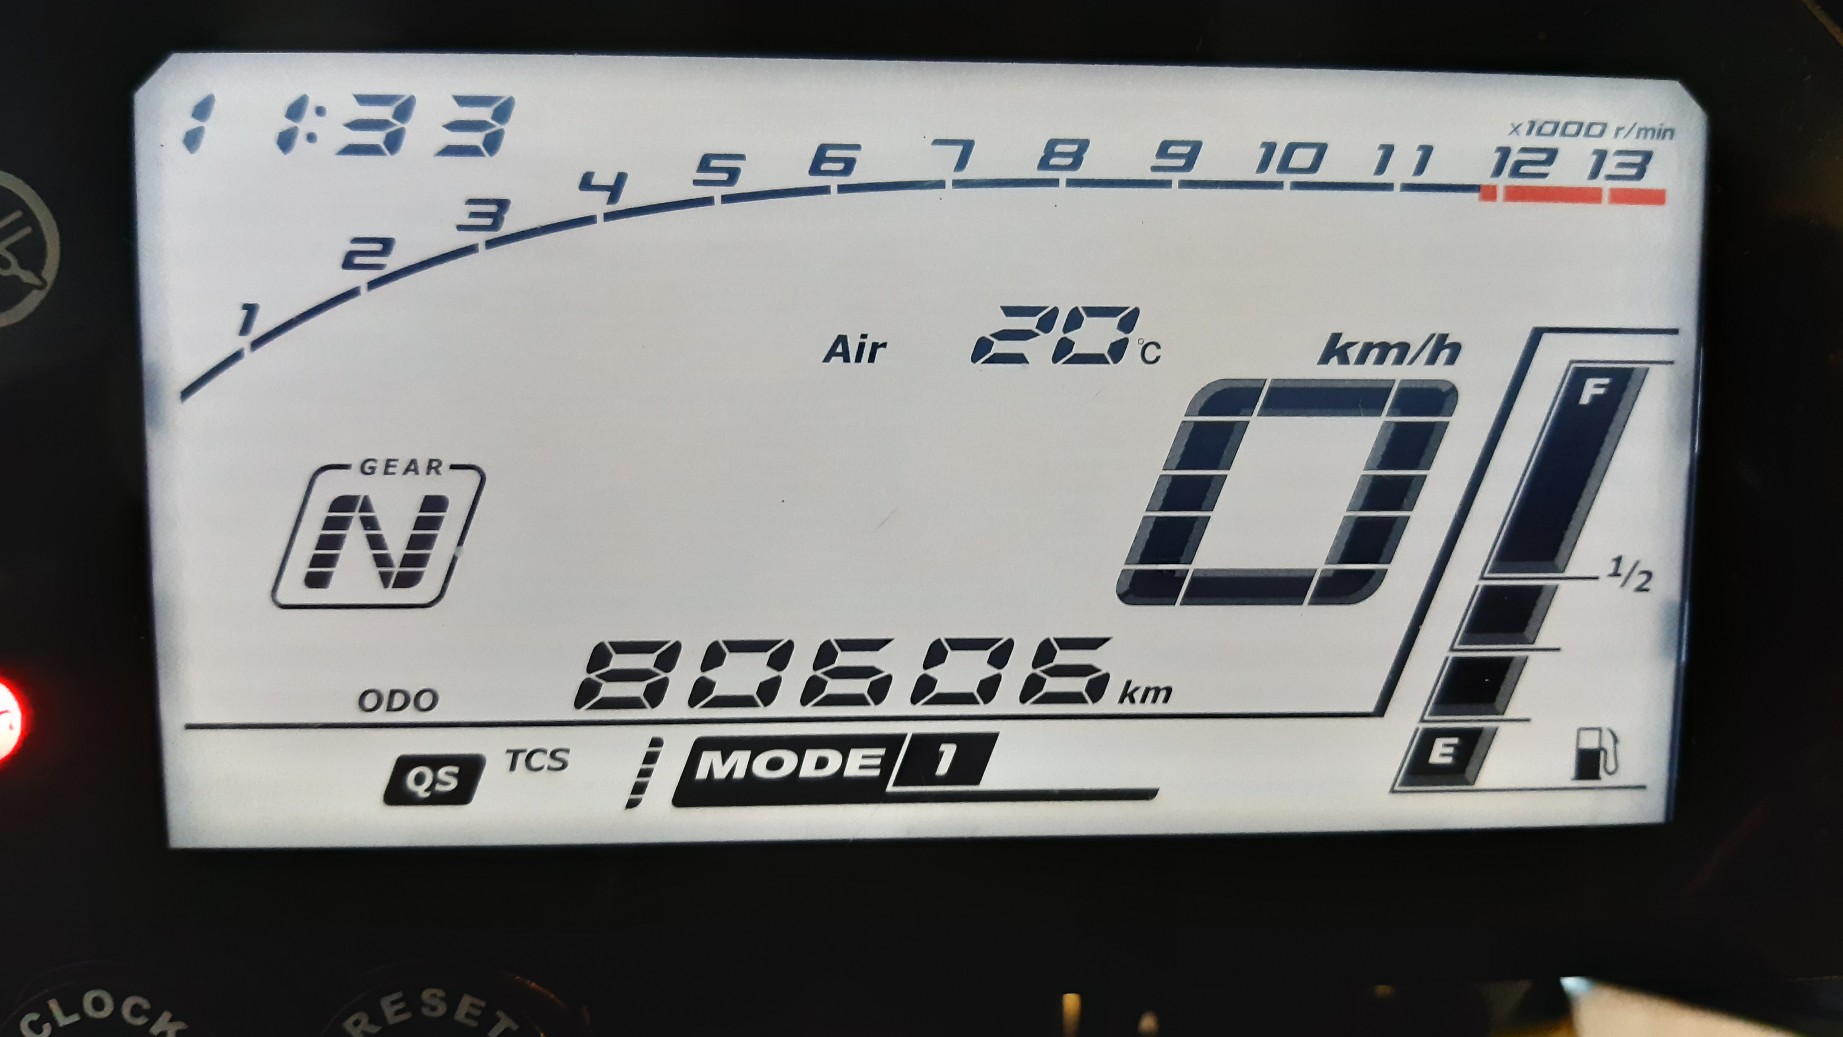 11:33
x1000 r/min
1 2 3 4 5 6 7 8 9 10 11 12 13
Air 20°C
km/h
F
GEAR
N
0
1/2
ODO 80606 km
QS TCS MODE 1
E
CLOCK RESET